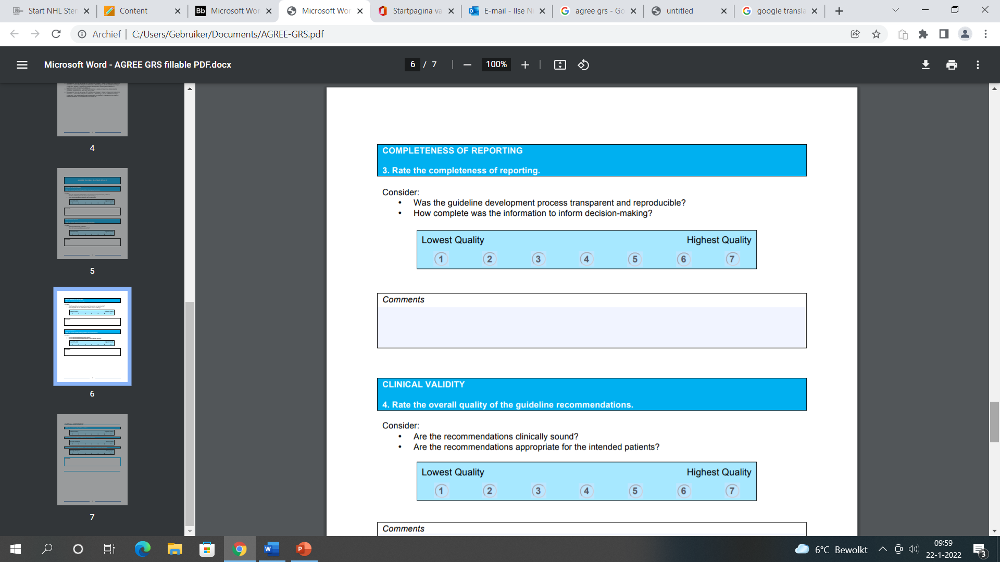 Start NHL Sten
Content
Bb Microsoft Wor
Microsoft Wor
Startpagina va
E-mail - Ilse N
agree grs - Go
untitled
google transla
Archief C:/Users/Gebruiker/Documents/AGREE-GRS.pdf
Microsoft Word - AGREE GRS fillable PDF.docx
6 / 7
100%
4
5
6
7
COMPLETENESS OF REPORTING
3. Rate the completeness of reporting.
Consider:
• Was the guideline development process transparent and reproducible?
• How complete was the information to inform decision-making?
Lowest Quality Highest Quality
1 2 3 4 5 6 7
Comments
CLINICAL VALIDITY
4. Rate the overall quality of the guideline recommendations.
Consider:
• Are the recommendations clinically sound?
• Are the recommendations appropriate for the intended patients?
Lowest Quality Highest Quality
1 2 3 4 5 6 7
Comments
6°C Bewolkt
09:59
22-1-2022
3